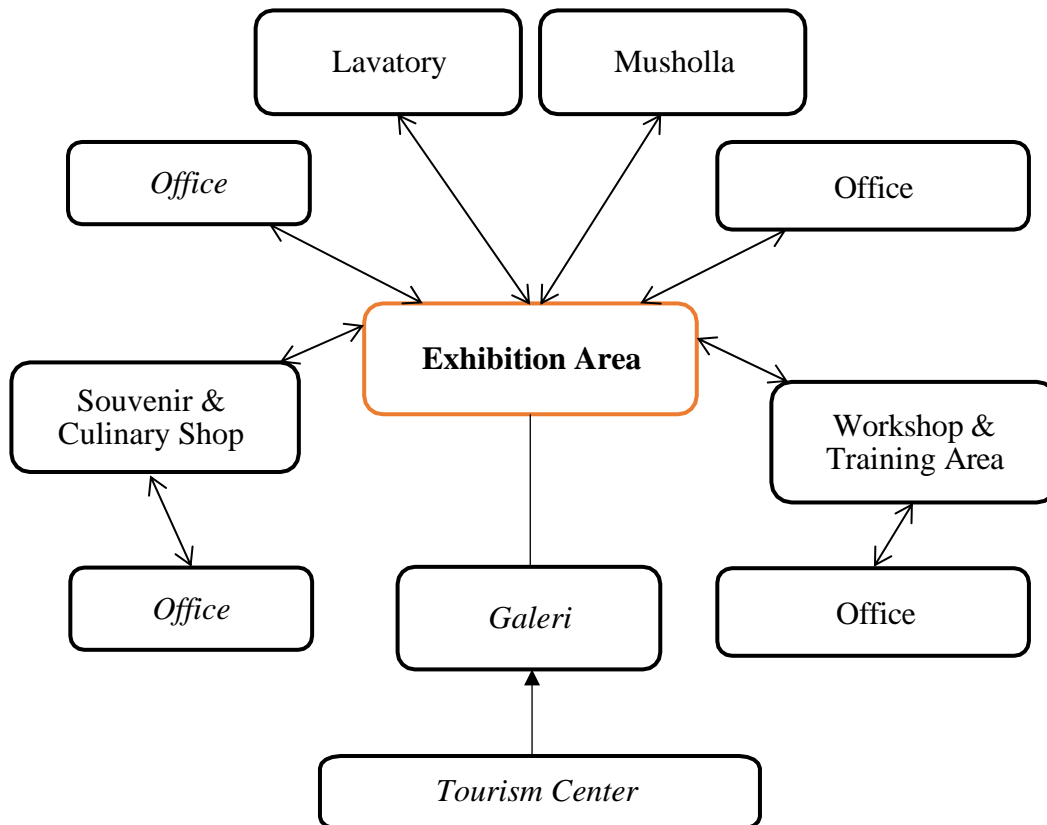 Lavatory
Musholla
Office
Office
Exhibition Area
Souvenir &
Culinary Shop
Workshop &
Training Area
Office
Galeri
Office
Tourism Center